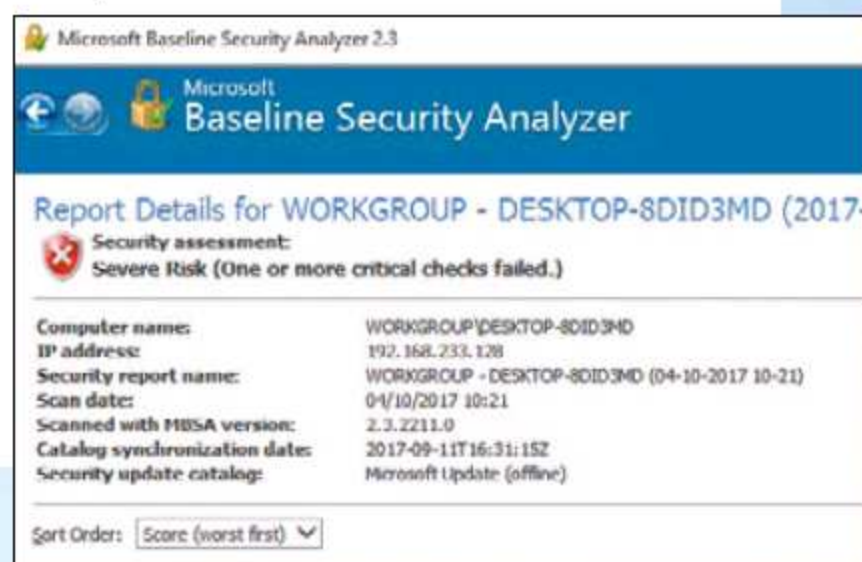 Microsoft Baseline Security Analyzer 2.3
Microsoft
Baseline Security Analyzer
Report Details for WORKGROUP - DESKTOP-8DID3MD (2017-
Security assessment:
Severe Risk (One or more critical checks failed.)
Computer name: WORKGROUP\DESKTOP-8DID3MD
IP address: 192.168.233.128
Security report name: WORKGROUP - DESKTOP-8DID3MD (04-10-2017 10-21)
Scan date: 04/10/2017 10:21
Scanned with MBSA version: 2.3.2211.0
Catalog synchronization date: 2017-09-11T16:31:15Z
Security update catalog: Microsoft Update (offline)
Sort Order: Score (worst first)